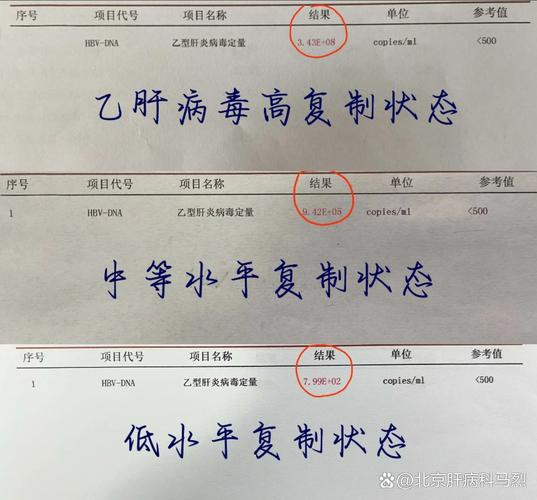 序号 项目代号 项目名称 结果 单位 参考值
HBV-DNA 乙型肝炎病毒定量 3.43E+08 copies/ml <500
乙肝病毒高复制状态
序号 项目代号 项目名称 结果 单位 参考值
1 HBV-DNA 乙型肝炎病毒定量 9.42E+05 copies/ml <500
中等水平复制状态
序号 项目代号 项目名称 结果 单位 参考值
1 HBV-DNA 乙型肝炎病毒定量 7.99E+02 copies/ml <500
低水平复制状态
@北京肝病科马烈